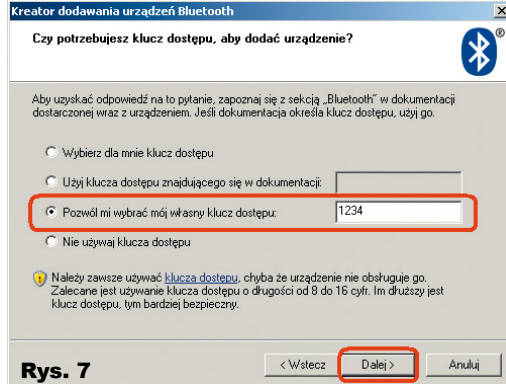 Kreator dodawania urządzeń Bluetooth
Czy potrzebujesz klucz dostępu, aby dodać urządzenie?
®
Aby uzyskać odpowiedź na to pytanie, zapoznaj się z sekcją „Bluetooth” w dokumentacji
dostarczonej wraz z urządzeniem. Jeśli dokumentacja określa klucz dostępu, użyj go.
Wybierz dla mnie klucz dostępu
Użyj klucza dostępu znajdującego się w dokumentacji:
Pozwól mi wybrać mój własny klucz dostępu: 1234
Nie używaj klucza dostępu
Należy zawsze używać klucza dostępu, chyba że urządzenie nie obsługuje go.
Zalecane jest używanie klucza dostępu o długości od 8 do 16 cyfr. Im dłuższy jest
klucz dostępu, tym bardziej bezpieczny.
Rys. 7 < Wstecz Dalej > Anuluj